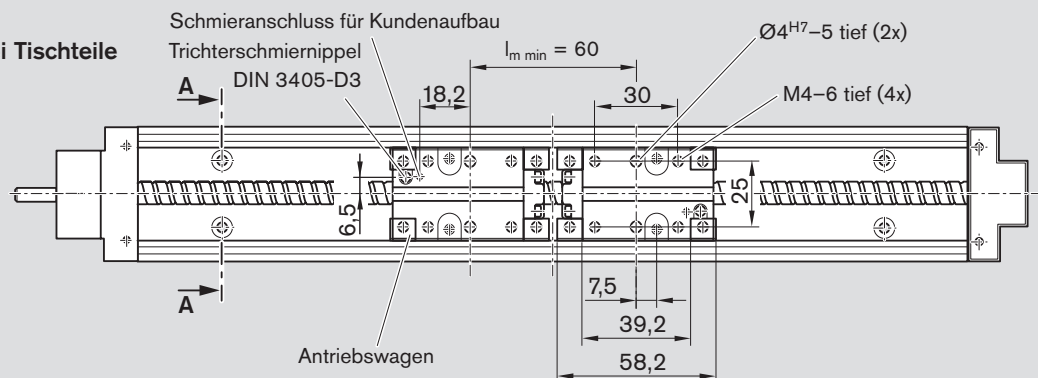 Schmieranschluss für Kundenaufbau
i Tischteile
Trichterschmiernippel
DIN 3405-D3
lm min = 60
Ø4H7–5 tief (2x)
A
18,2
30
M4–6 tief (4x)
6,5
25
A
7,5
39,2
Antriebswagen
58,2